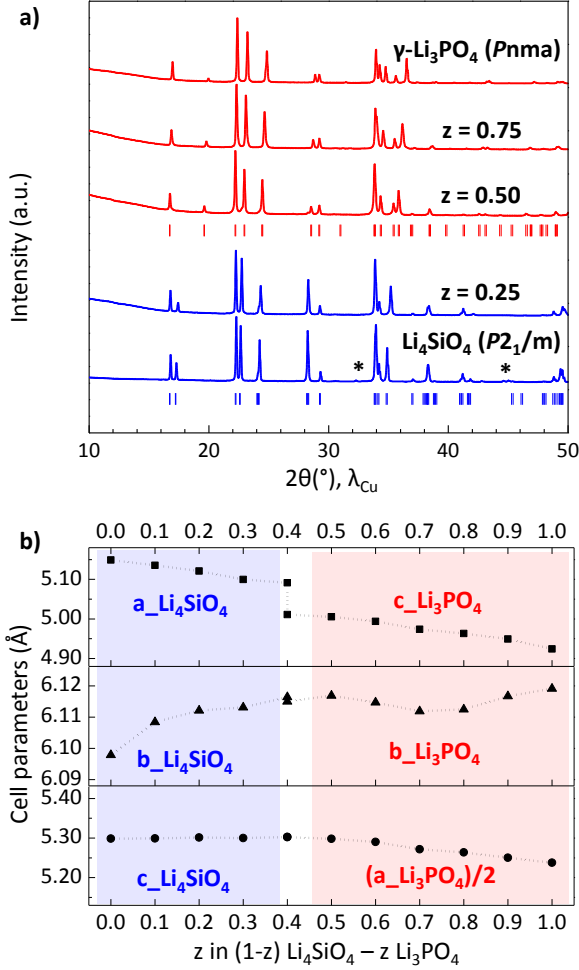 a)
γ-Li₃PO₄ (Pnma)
z = 0.75
z = 0.50
z = 0.25
Li₄SiO₄ (P2₁/m)
*
*
Intensity (a.u.)
10 20 30 40 50
2θ(°), λCu
0.0 0.1 0.2 0.3 0.4 0.5 0.6 0.7 0.8 0.9 1.0
b)
5.10
5.00
4.90
a_Li₄SiO₄
c_Li₃PO₄
6.12
6.11
6.10
6.09
b_Li₄SiO₄
b_Li₃PO₄
5.40
5.30
5.20
c_Li₄SiO₄
(a_Li₃PO₄)/2
Cell parameters (Å)
0.0 0.1 0.2 0.3 0.4 0.5 0.6 0.7 0.8 0.9 1.0
z in (1-z) Li₄SiO₄ – z Li₃PO₄